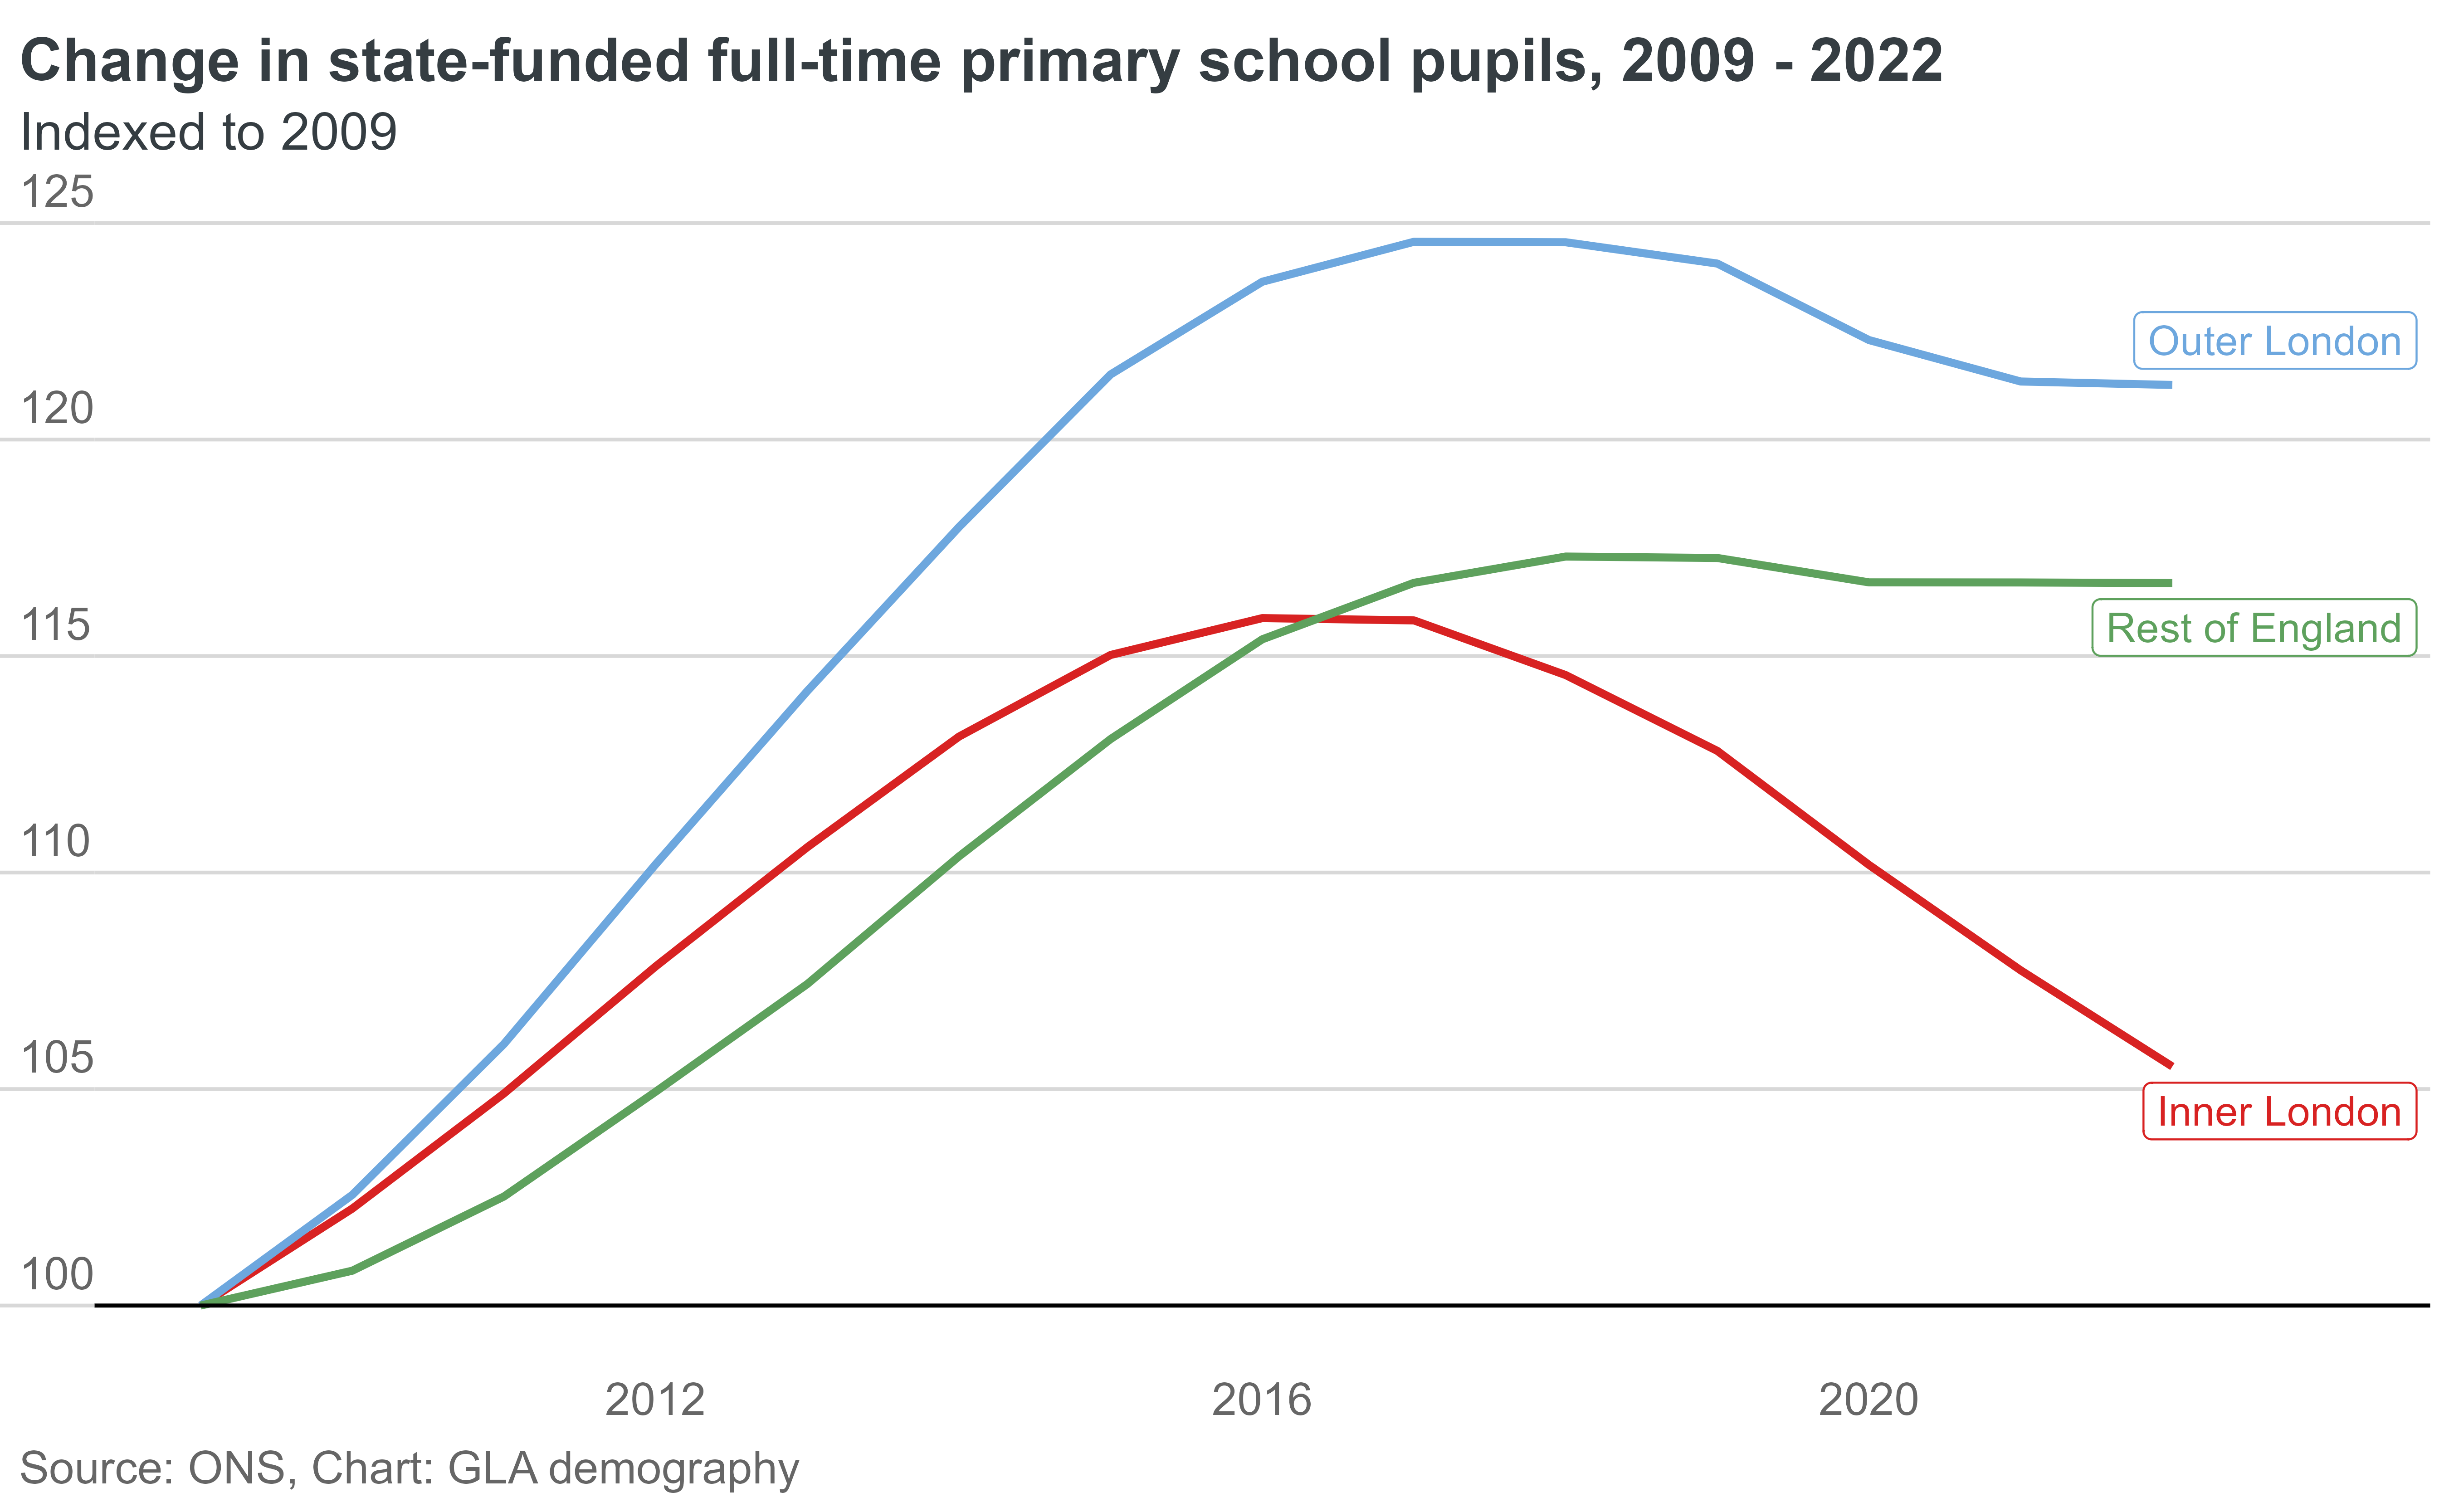 Change in state-funded full-time primary school pupils, 2009 - 2022
Indexed to 2009
125
Outer London
120
115
Rest of England
110
105
Inner London
100
2012 2016 2020
Source: ONS, Chart: GLA demography